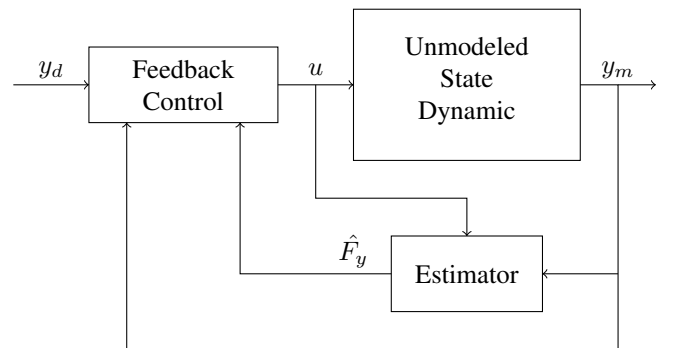 y_d
Feedback
Control
u
Unmodeled
State
Dynamic
y_m
F̂_y
Estimator